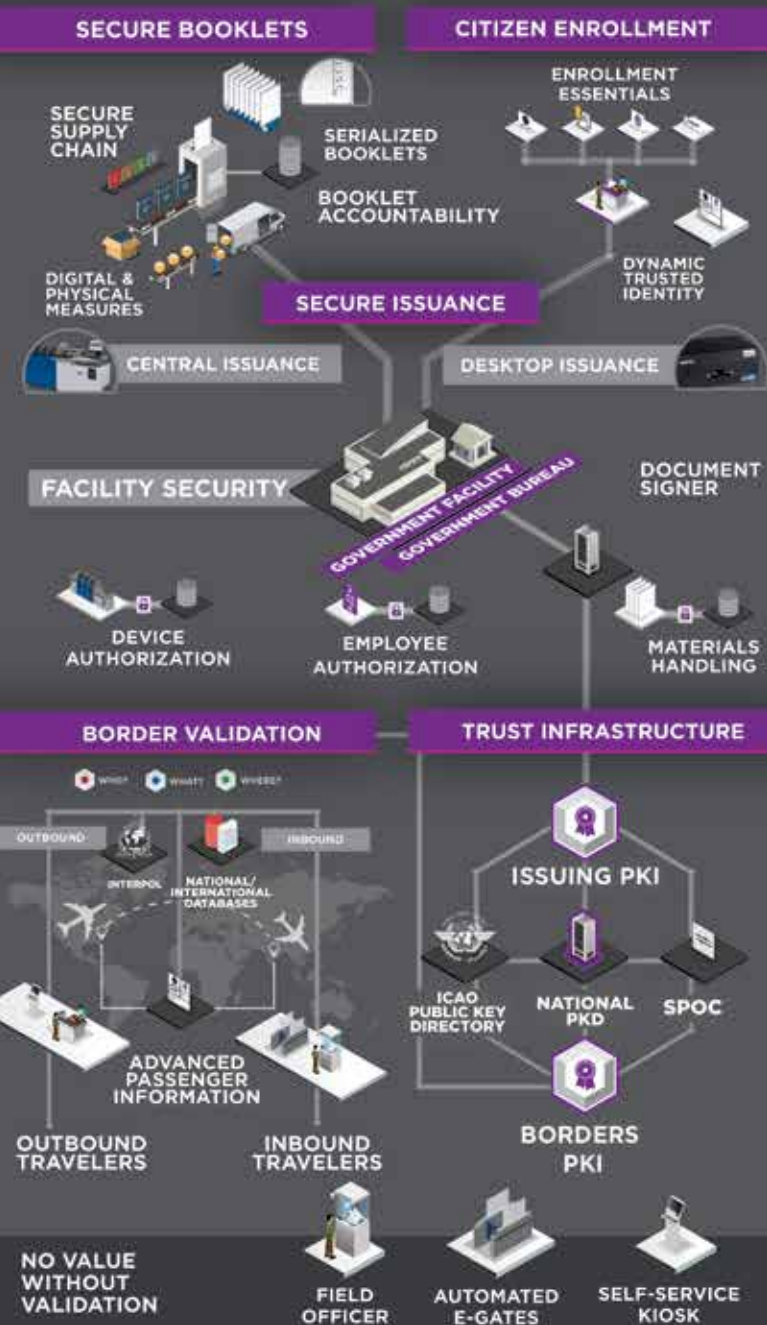 SECURE BOOKLETS
CITIZEN ENROLLMENT
SECURE
SUPPLY
CHAIN
SERIALIZED
BOOKLETS
BOOKLET
ACCOUNTABILITY
DIGITAL &
PHYSICAL
MEASURES
ENROLLMENT
ESSENTIALS
DYNAMIC
TRUSTED
IDENTITY
SECURE ISSUANCE
CENTRAL ISSUANCE
DESKTOP ISSUANCE
FACILITY SECURITY
GOVERNMENT FACILITY
GOVERNMENT BUREAU
DOCUMENT
SIGNER
DEVICE
AUTHORIZATION
EMPLOYEE
AUTHORIZATION
MATERIALS
HANDLING
BORDER VALIDATION
TRUST INFRASTRUCTURE
WHO?
WHAT?
WHERE?
OUTBOUND
INBOUND
INTERPOL
NATIONAL/
INTERNATIONAL
DATABASES
ADVANCED
PASSENGER
INFORMATION
OUTBOUND
TRAVELERS
INBOUND
TRAVELERS
ISSUING PKI
ICAO
PUBLIC KEY
DIRECTORY
NATIONAL
PKD
SPOC
BORDERS
PKI
NO VALUE
WITHOUT
VALIDATION
FIELD
OFFICER
AUTOMATED
E-GATES
SELF-SERVICE
KIOSK